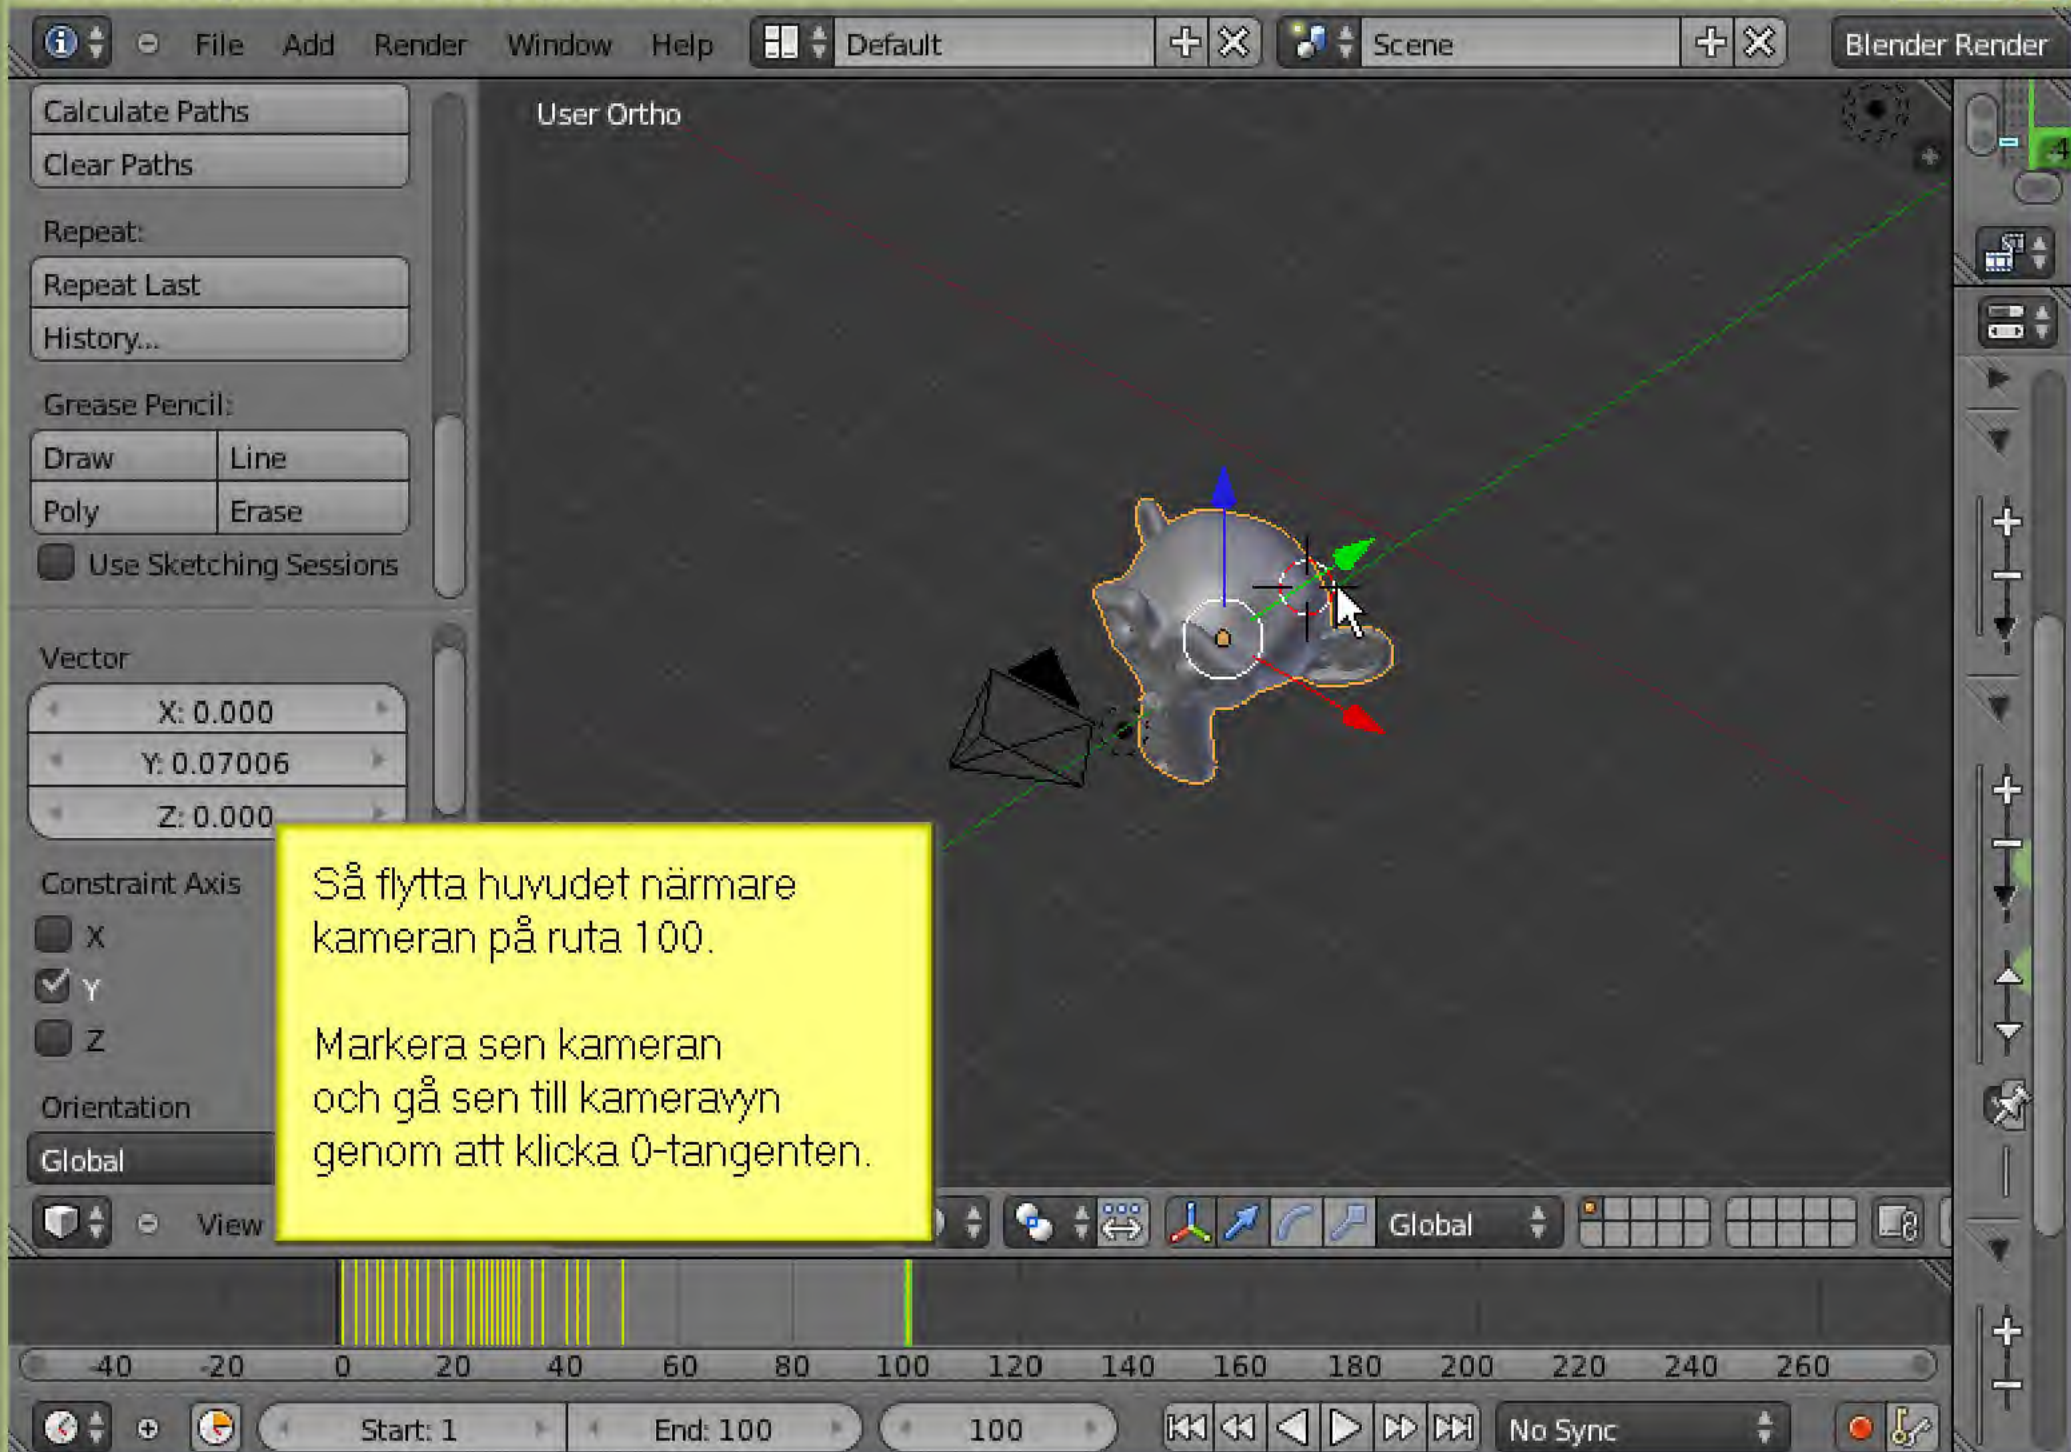 File Add Render Window Help Default Scene Blender Render
Calculate Paths
Clear Paths
Repeat:
Repeat Last
History...
Grease Pencil:
Draw Line
Poly Erase
Use Sketching Sessions
Vector
X: 0.000
Y: 0.07006
Z: 0.000
Constraint Axis
X
Y
Z
Orientation
Global
User Ortho
Så flytta huvudet närmare
kameran på ruta 100.
Markera sen kameran
och gå sen till kameravyn
genom att klicka 0-tangenten.
View Global
-40 -20 0 20 40 60 80 100 120 140 160 180 200 220 240 260
Start: 1 End: 100 100 No Sync